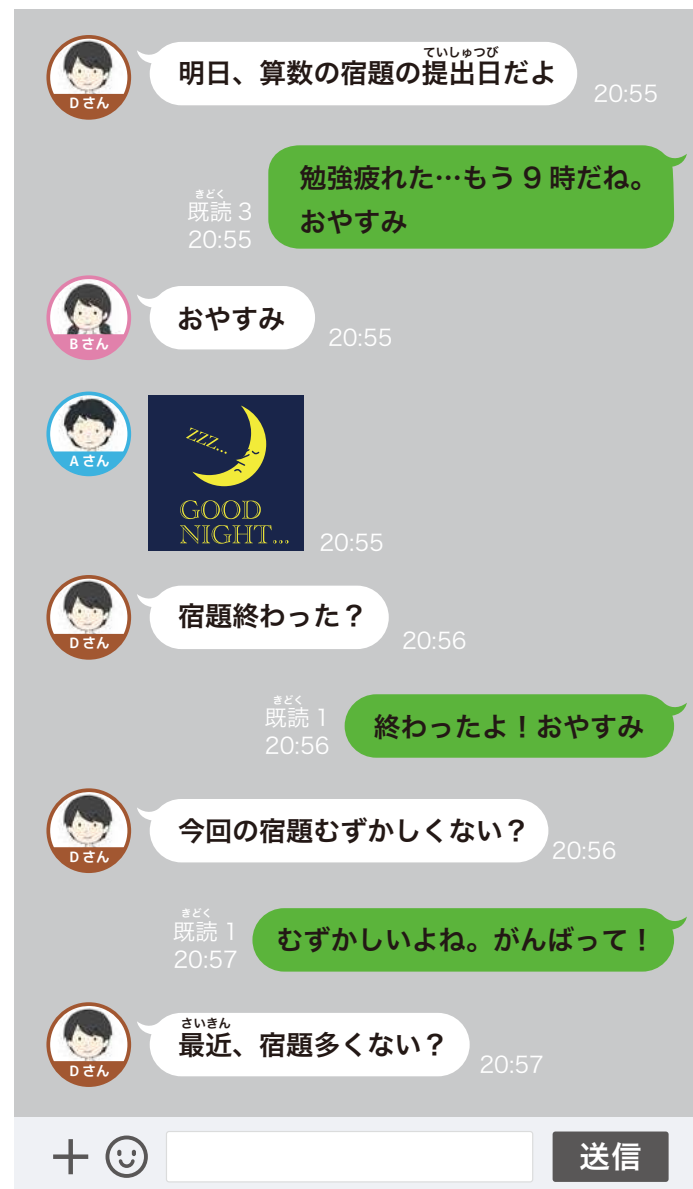 ていしゅつび
明日、算数の宿題の提出日だよ
Dさん
20:55
勉強疲れた…もう9時だね。
おやすみ
きどく
既読 3
20:55
おやすみ
Bさん
20:55
Aさん
ZZZ...
GOOD
NIGHT...
20:55
宿題終わった？
Dさん
20:56
きどく
既読 1
20:56
終わったよ！おやすみ
今回の宿題むずかしくない？
Dさん
20:56
きどく
既読 1
20:57
むずかしいよね。がんばって！
さいきん
最近、宿題多くない？
Dさん
20:57
送信